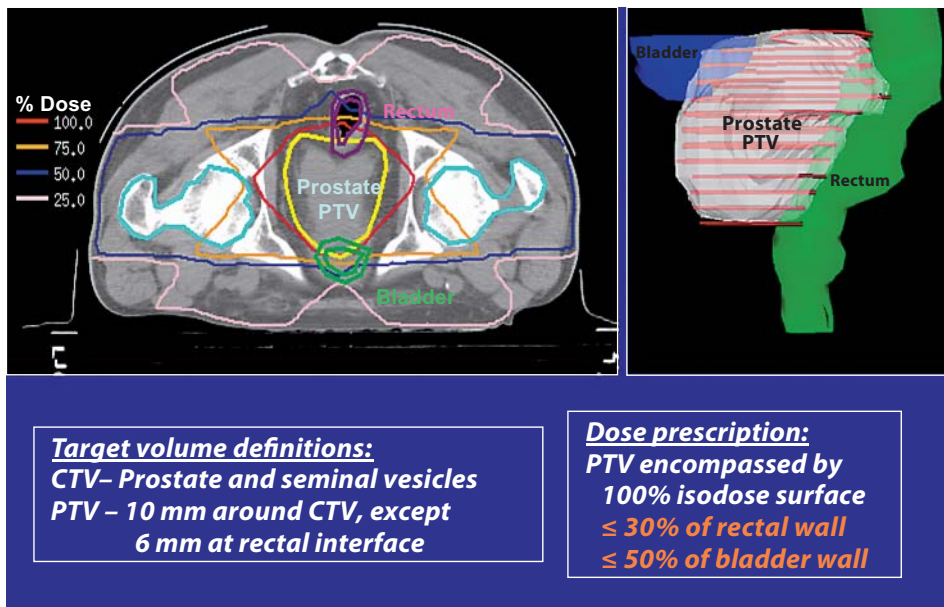 % Dose
100.0
75.0
50.0
25.0
Rectum
Prostate
PTV
Bladder
Bladder
Prostate
PTV
Rectum
Target volume definitions:
CTV– Prostate and seminal vesicles
PTV – 10 mm around CTV, except
6 mm at rectal interface
Dose prescription:
PTV encompassed by
100% isodose surface
≤ 30% of rectal wall
≤ 50% of bladder wall